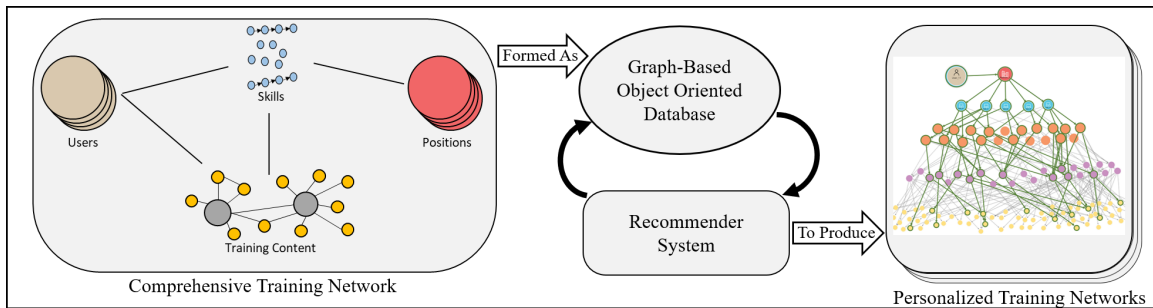 Users
Skills
Positions
Training Content
Comprehensive Training Network
Formed As
Graph-Based
Object Oriented
Database
Recommender
System
To Produce
Personalized Training Networks